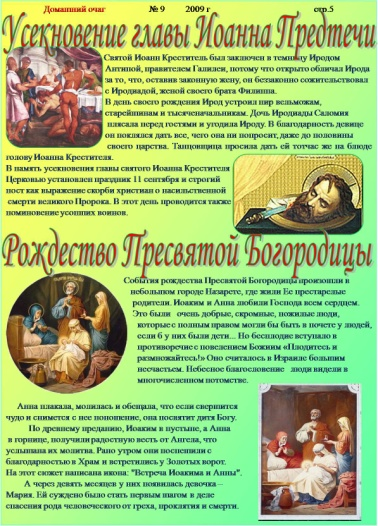 Домашний очаг № 9 2009 г стр.5
Усекновение главы Иоанна Предтечи
Святой Иоанн Креститель был заключен в темницу Иродом
Антипой, правителем Галилеи, потому что открыто обличал Ирода
за то, что, оставив законную жену, он беззаконно сожительствовал
с Иродиадой, женой своего брата Филиппа.
В день своего рождения Ирод устроил пир вельможам,
старейшинам и тысяченачальникам. Дочь Иродиады Саломия
плясала перед гостями и угодила Ироду. В благодарность девице
он поклялся дать все, чего она ни попросит, даже до половины
своего царства. Танцовщица просила дать ей тотчас же на блюде
голову Иоанна Крестителя.
В память усекновения главы святого Иоанна Крестителя
Церковью установлен праздник 11 сентября и строгий
пост как выражение скорби христиан о насильственной
смерти великого Пророка. В этот день проводится также
поминовение усопших воинов.
Рождество Пресвятой Богородицы
События рождества Пресвятой Богородицы произошли в
небольшом городе Назарете, где жили Ее престарелые
родители. Иоаким и Анна любили Господа всем сердцем.
Это были очень добрые, скромные, пожилые люди,
которые с полным правом могли бы быть в почете у людей,
если б у них были дети... Но бесплодие вступало в
противоречие с повелением Божиим «Плодитесь и
размножайтесь!» Оно считалось в Израиле большим
несчастьем. Небесное благословение люди видели в
многочисленном потомстве.
Анна плакала, молилась и обещала, что если свершится
чудо и снимется с нее поношение, она посвятит дитя Богу.
По древнему преданию, Иоаким в пустыне, а Анна
в горнице, получили радостную весть от Ангела, что
услышана их молитва. Рано утром они поспешили с
благодарностью в Храм и встретились у Золотых ворот.
На этот сюжет написана икона: "Встреча Иоакима и Анны".
А через девять месяцев у них появилась девочка –
Мария. Ей суждено было стать первым шагом в деле
спасения рода человеческого от греха, проклятия и смерти.